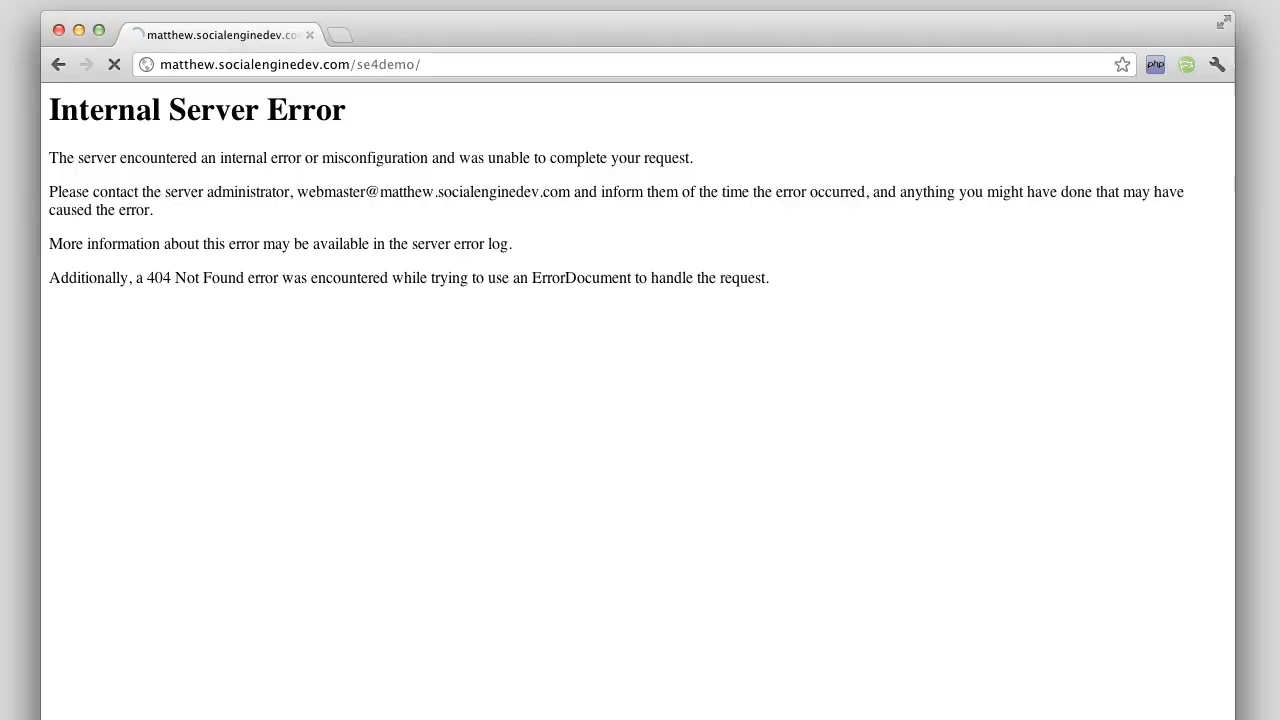 matthew.socialenginedev.co
matthew.socialenginedev.com/se4demo/
php
Internal Server Error
The server encountered an internal error or misconfiguration and was unable to complete your request.
Please contact the server administrator, webmaster@matthew.socialenginedev.com and inform them of the time the error occurred, and anything you might have done that may have
caused the error.
More information about this error may be available in the server error log.
Additionally, a 404 Not Found error was encountered while trying to use an ErrorDocument to handle the request.